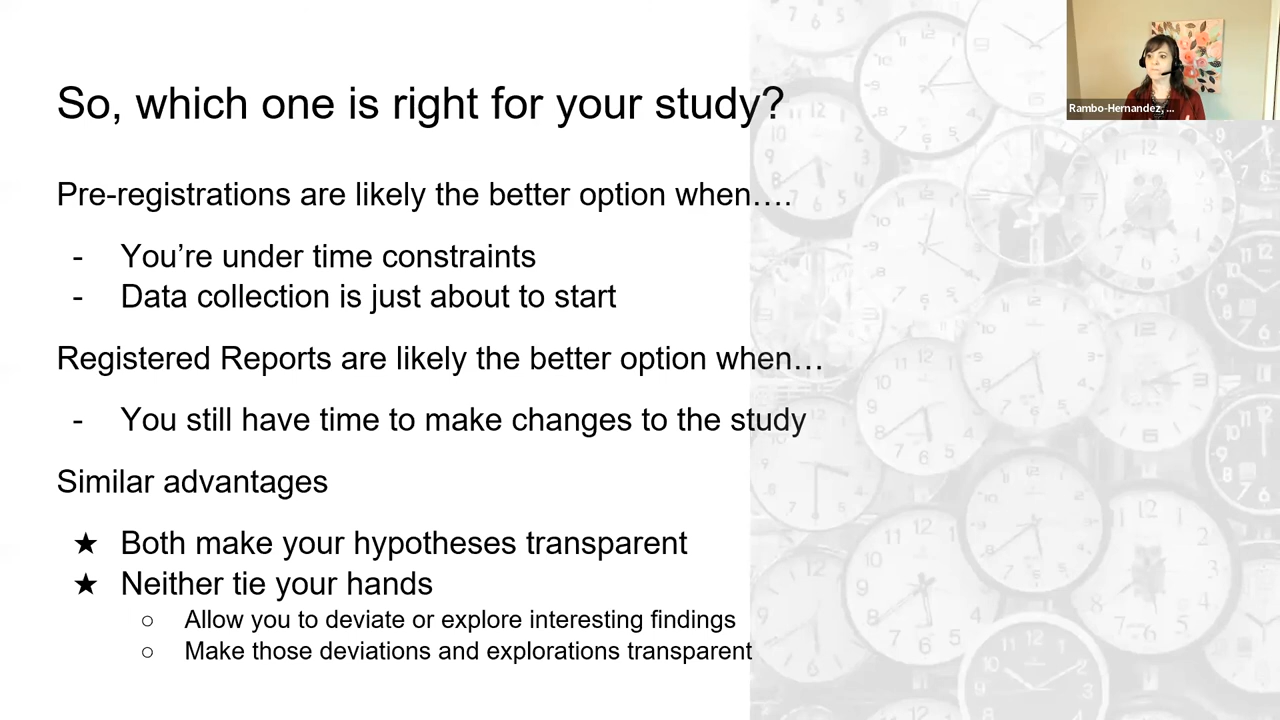 So, which one is right for your study?
Rambo-Hernandez, ...
Pre-registrations are likely the better option when….
- You’re under time constraints
- Data collection is just about to start
Registered Reports are likely the better option when…
- You still have time to make changes to the study
Similar advantages
★ Both make your hypotheses transparent
★ Neither tie your hands
○ Allow you to deviate or explore interesting findings
○ Make those deviations and explorations transparent